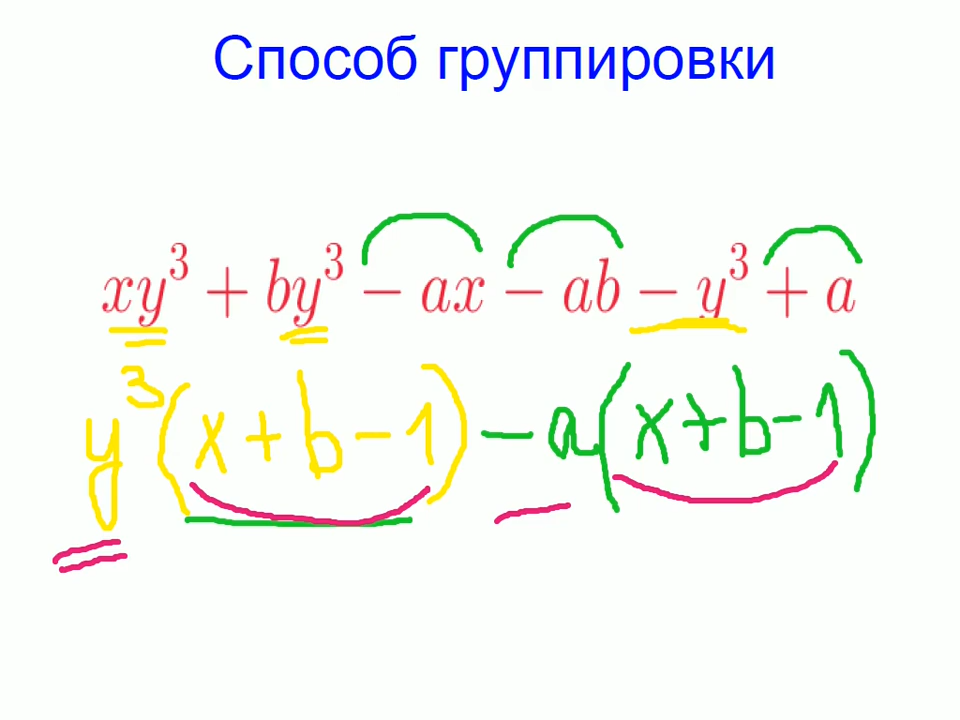 Способ группировки
xy³ + by³ − ax − ab − y³ + a
y³(x+b−1) − a(x+b−1)